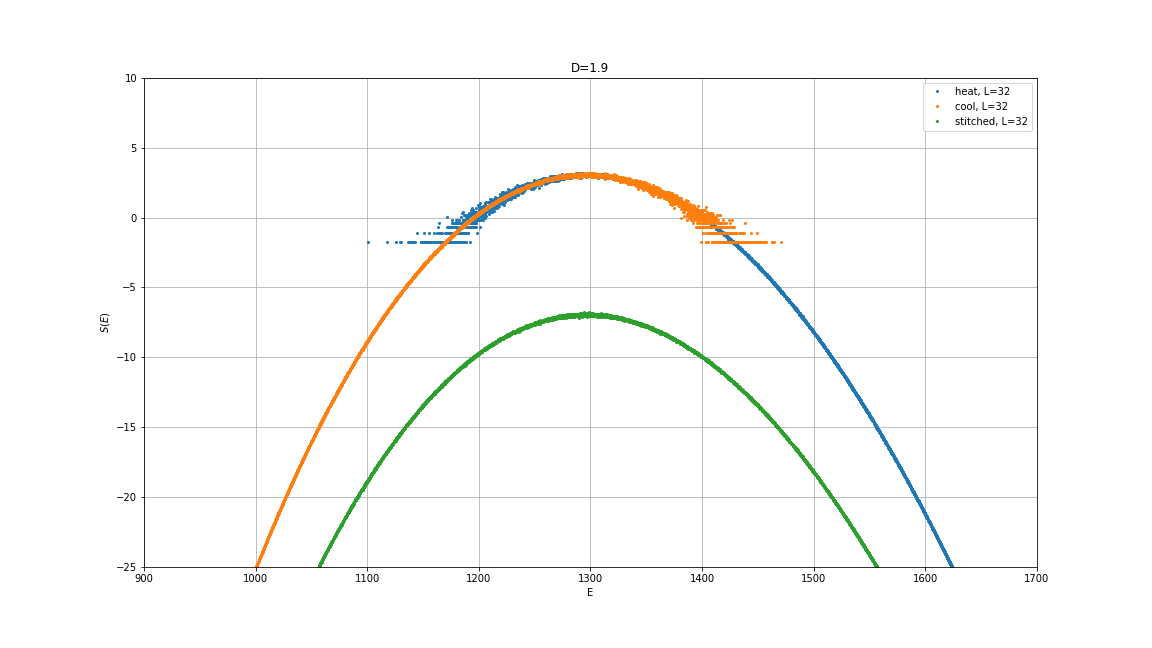 D=1.9
heat, L=32
cool, L=32
stitched, L=32
10
5
0
−5
−10
−15
−20
−25
S(E)
900 1000 1100 1200 1300 1400 1500 1600 1700
E